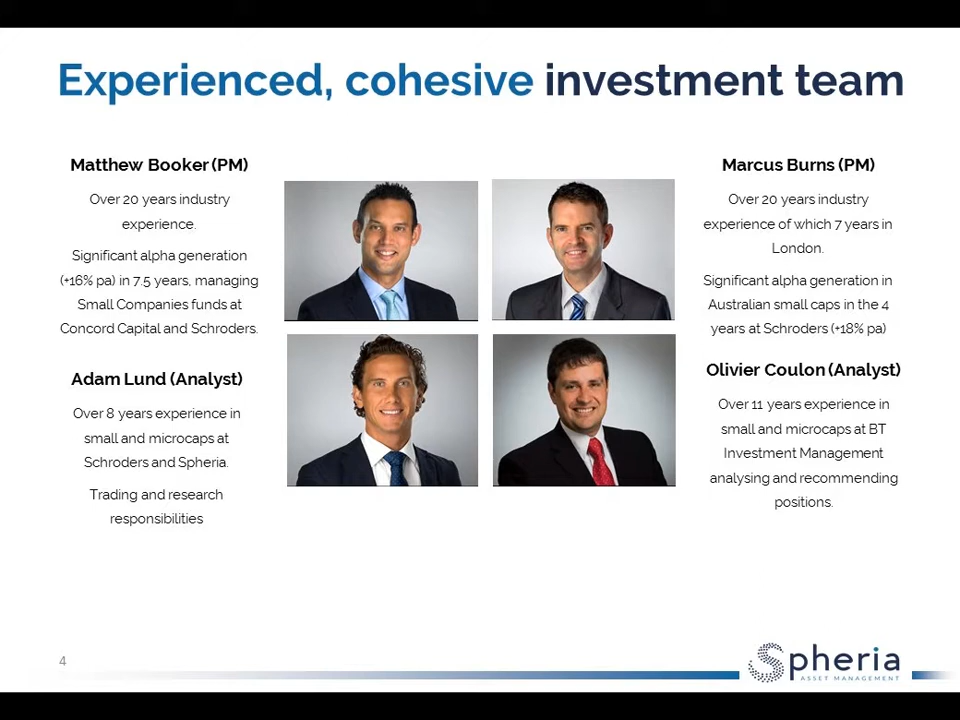 Experienced, cohesive investment team
Matthew Booker (PM)
Over 20 years industry
experience.
Significant alpha generation
(+16% pa) in 7.5 years, managing
Small Companies funds at
Concord Capital and Schroders.
Adam Lund (Analyst)
Over 8 years experience in
small and microcaps at
Schroders and Spheria.
Trading and research
responsibilities
Marcus Burns (PM)
Over 20 years industry
experience of which 7 years in
London.
Significant alpha generation in
Australian small caps in the 4
years at Schroders (+18% pa)
Olivier Coulon (Analyst)
Over 11 years experience in
small and microcaps at BT
Investment Management
analysing and recommending
positions.
4
Spheria
ASSET MANAGEMENT